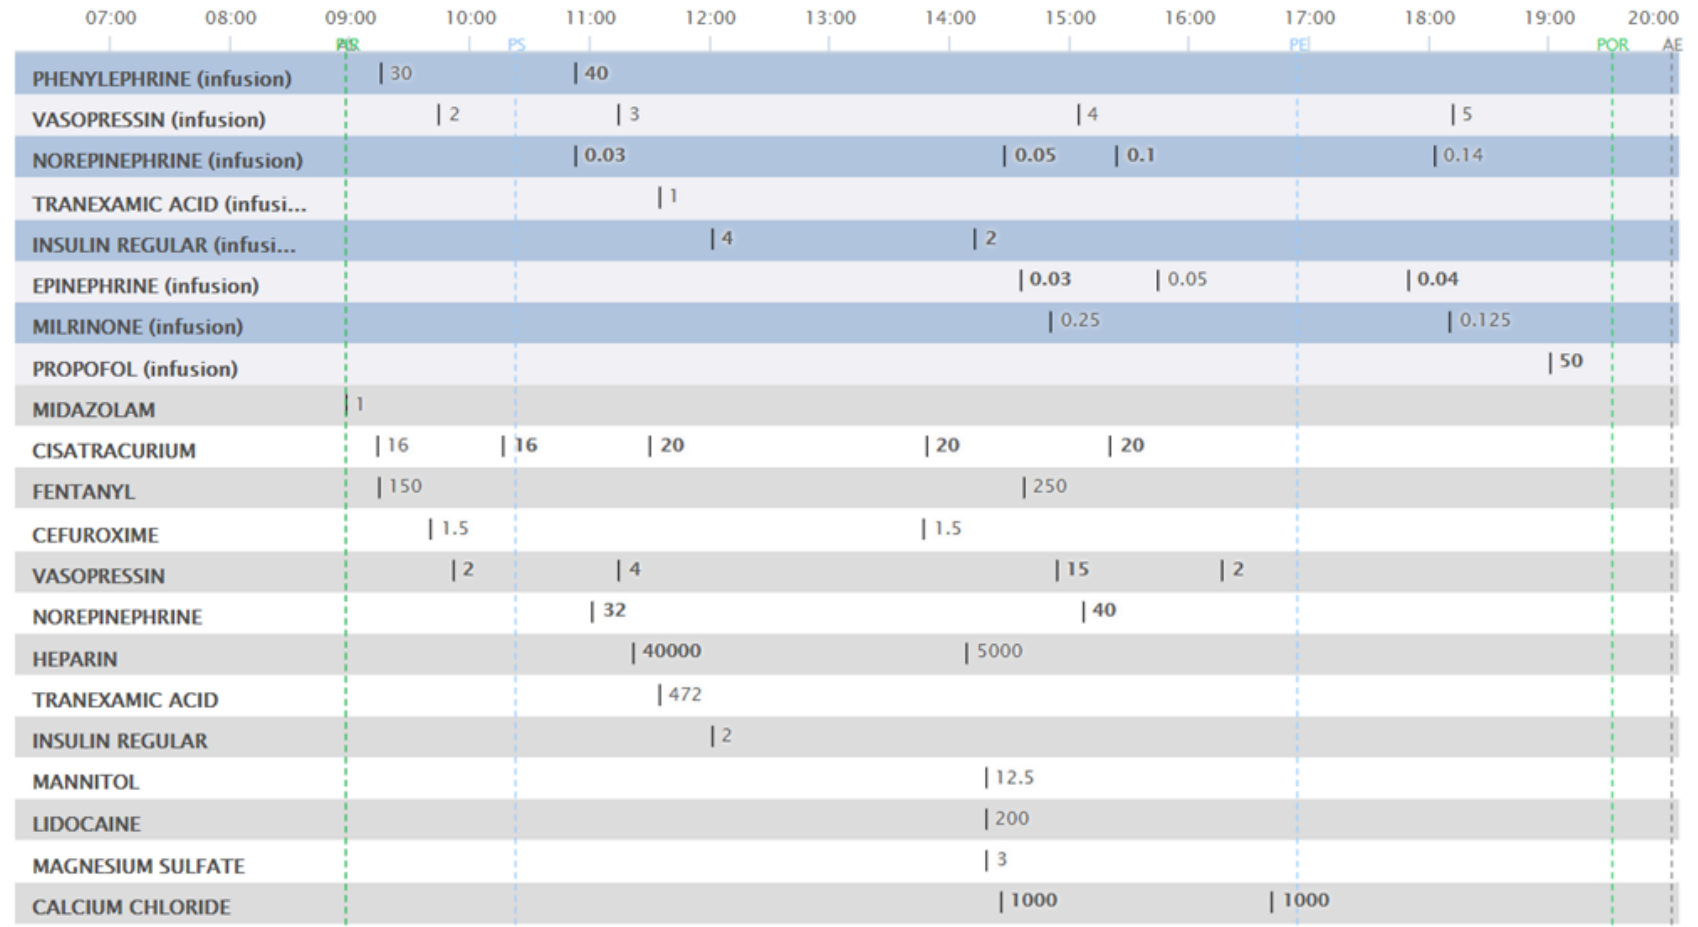 07:00 08:00 09:00 10:00 11:00 12:00 13:00 14:00 15:00 16:00 17:00 18:00 19:00 20:00
PS PE POR AE
PHENYLEPHRINE (infusion) 30 40
VASOPRESSIN (infusion) 2 3 4 5
NOREPINEPHRINE (infusion) 0.03 0.05 0.1 0.14
TRANEXAMIC ACID (infusi... 1
INSULIN REGULAR (infusi... 4 2
EPINEPHRINE (infusion) 0.03 0.05 0.04
MILRINONE (infusion) 0.25 0.125
PROPOFOL (infusion) 50
MIDAZOLAM 1
CISATRACURIUM 16 16 20 20 20
FENTANYL 150 250
CEFUROXIME 1.5 1.5
VASOPRESSIN 2 4 15 2
NOREPINEPHRINE 32 40
HEPARIN 40000 5000
TRANEXAMIC ACID 472
INSULIN REGULAR 2
MANNITOL 12.5
LIDOCAINE 200
MAGNESIUM SULFATE 3
CALCIUM CHLORIDE 1000 1000